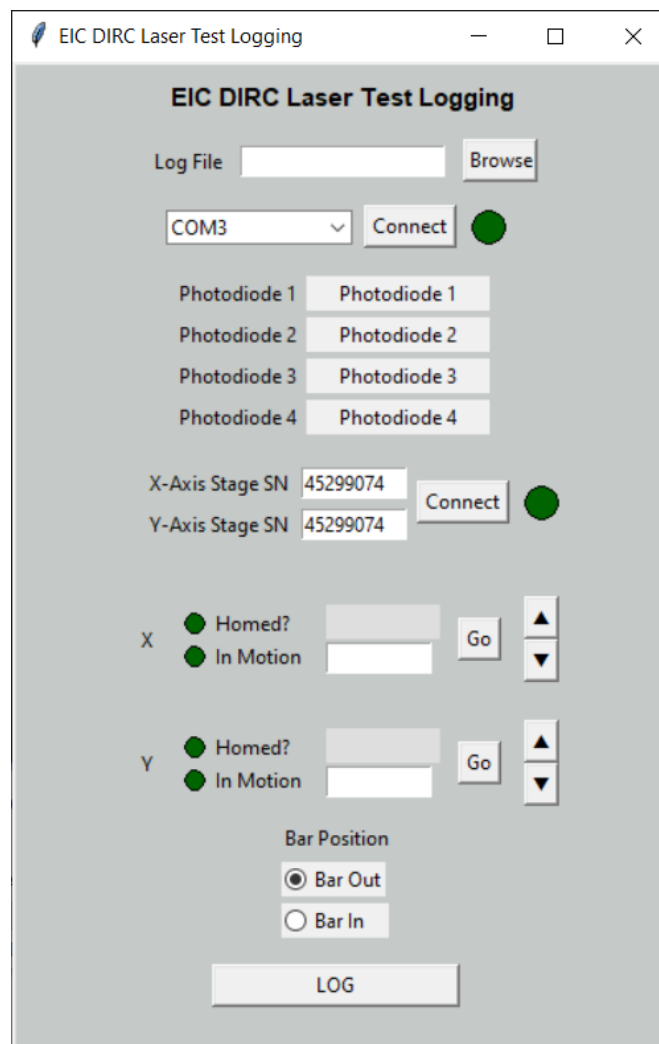 EIC DIRC Laser Test Logging
EIC DIRC Laser Test Logging
Log File Browse
COM3 Connect
Photodiode 1 Photodiode 1
Photodiode 2 Photodiode 2
Photodiode 3 Photodiode 3
Photodiode 4 Photodiode 4
X-Axis Stage SN 45299074
Connect
Y-Axis Stage SN 45299074
X
Homed?
In Motion
Go
Y
Homed?
In Motion
Go
Bar Position
Bar Out
Bar In
LOG